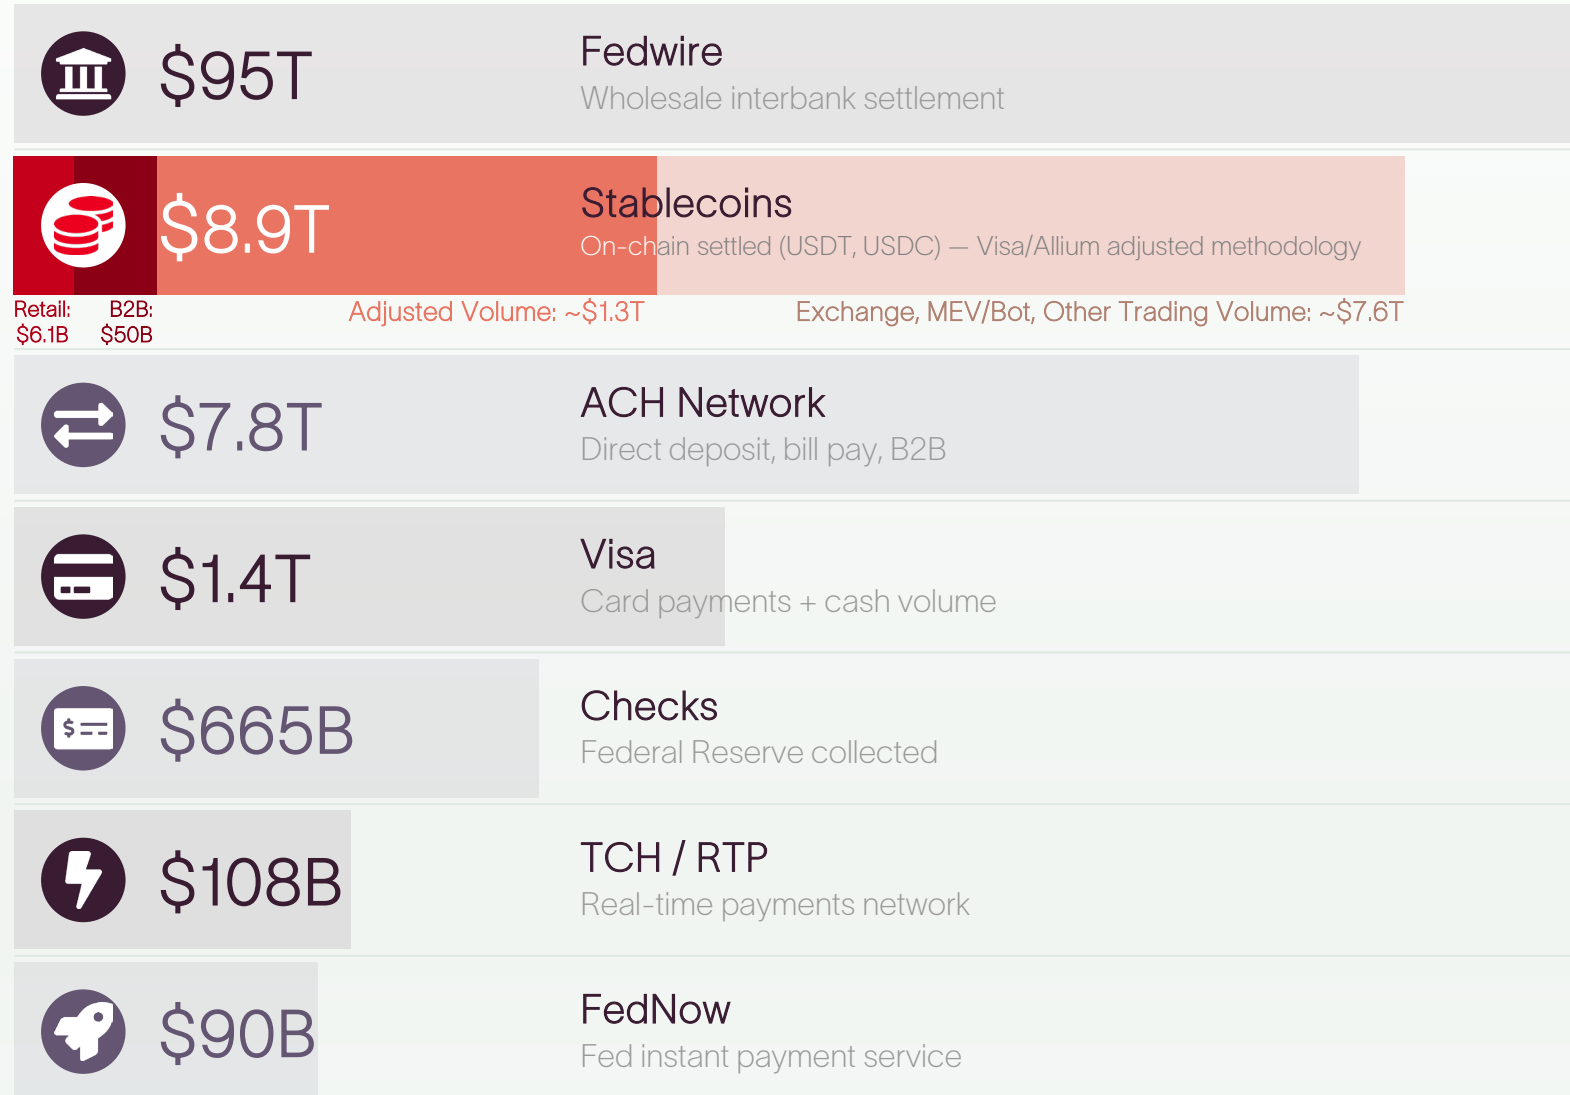 $95T
Fedwire
Wholesale interbank settlement
$8.9T
Stablecoins
On-chain settled (USDT, USDC) — Visa/Allium adjusted methodology
Retail:
$6.1B
B2B:
$50B
Adjusted Volume: ~$1.3T
Exchange, MEV/Bot, Other Trading Volume: ~$7.6T
$7.8T
ACH Network
Direct deposit, bill pay, B2B
$1.4T
Visa
Card payments + cash volume
$665B
Checks
Federal Reserve collected
$
$108B
TCH / RTP
Real-time payments network
$90B
FedNow
Fed instant payment service